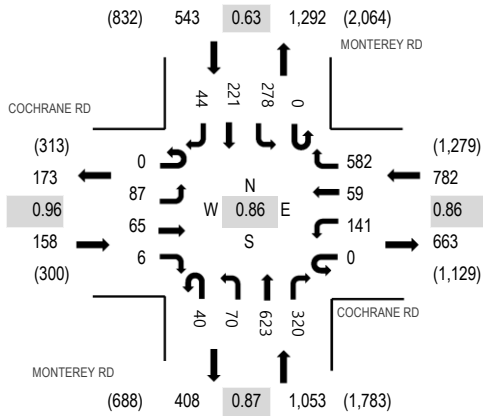 (832) 543 0.63 1,292 (2,064)
MONTEREY RD
44 221 278 0
COCHRANE RD
(313)
173
0.96
158
(300)
0
87
65
6
N
W 0.86 E
S
582
59
141
0
(1,279)
782
0.86
663
(1,129)
40 70 623 320
COCHRANE RD
MONTEREY RD
(688) 408 0.87 1,053 (1,783)